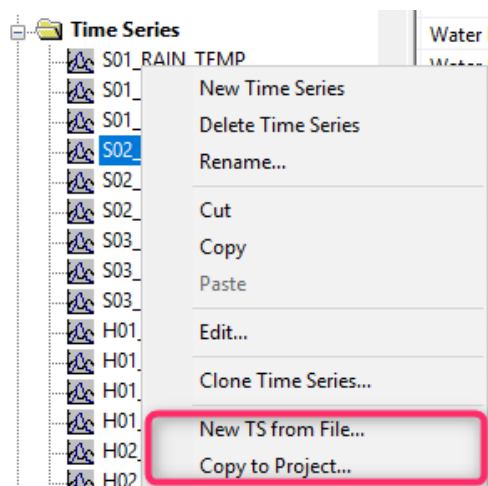 Time Series
S01_RAIN_TEMP
S01_
S01_
S02_
S02_
S02_
S03_
S03_
S03_
H01_
H01_
H01_
H01_
H02_
H02
Water
Water
New Time Series
Delete Time Series
Rename...
Cut
Copy
Paste
Edit...
Clone Time Series...
New TS from File...
Copy to Project...